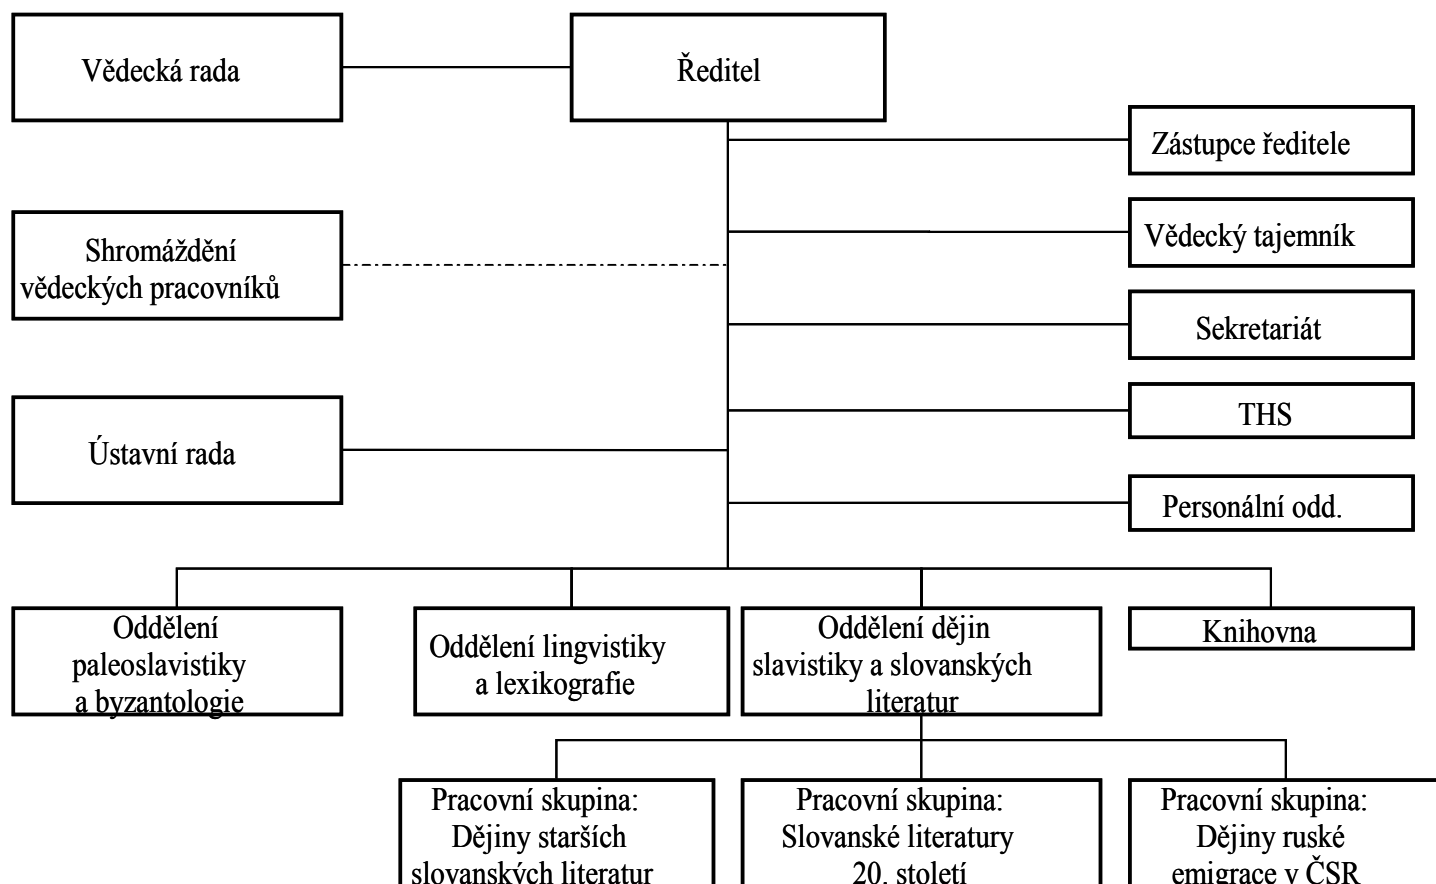 Vědecká rada
Ředitel
Zástupce ředitele
Shromáždění
vědeckých pracovníků
Vědecký tajemník
Sekretariát
THS
Ústavní rada
Personální odd.
Oddělení
paleoslavistiky
a byzantologie
Oddělení lingvistiky
a lexikografie
Oddělení dějin
slavistiky a slovanských
literatur
Knihovna
Pracovní skupina:
Dějiny starších
slovanských literatur
Pracovní skupina:
Slovanské literatury
20. století
Pracovní skupina:
Dějiny ruské
emigrace v ČSR